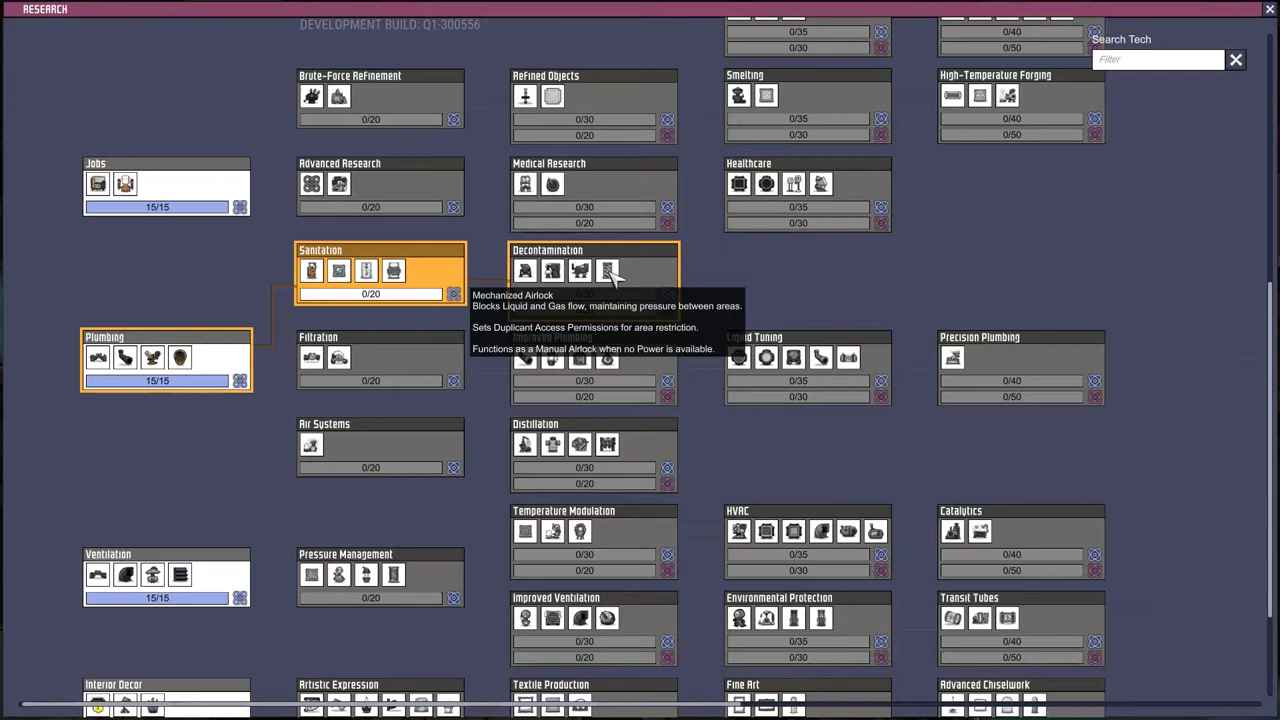 RESEARCH
DEVELOPMENT BUILD: Q1-300556
Search Tech
Filter
0/35
0/30
0/40
0/50
Brute-Force Refinement
0/20
Refined Objects
0/30
0/20
Smelting
0/35
0/30
High-Temperature Forging
0/40
0/50
Jobs
15/15
Advanced Research
0/20
Medical Research
0/30
0/20
Healthcare
0/35
0/30
Sanitation
0/20
Decontamination
Mechanized Airlock
Blocks Liquid and Gas flow, maintaining pressure between areas.
Sets Duplicant Access Permissions for area restriction.
Functions as a Manual Airlock when no Power is available.
Plumbing
15/15
Filtration
0/20
Improved Plumbing
0/30
0/20
Liquid Tuning
0/35
0/30
Precision Plumbing
0/40
0/50
Air Systems
0/20
Distillation
0/30
0/20
Temperature Modulation
0/30
0/20
HVAC
0/35
0/30
Catalytics
0/40
0/50
Ventilation
15/15
Pressure Management
0/20
Improved Ventilation
0/30
0/20
Environmental Protection
0/35
0/30
Transit Tubes
0/40
0/50
Interior Decor
Artistic Expression
Textile Production
Fine Art
Advanced Chiselwork